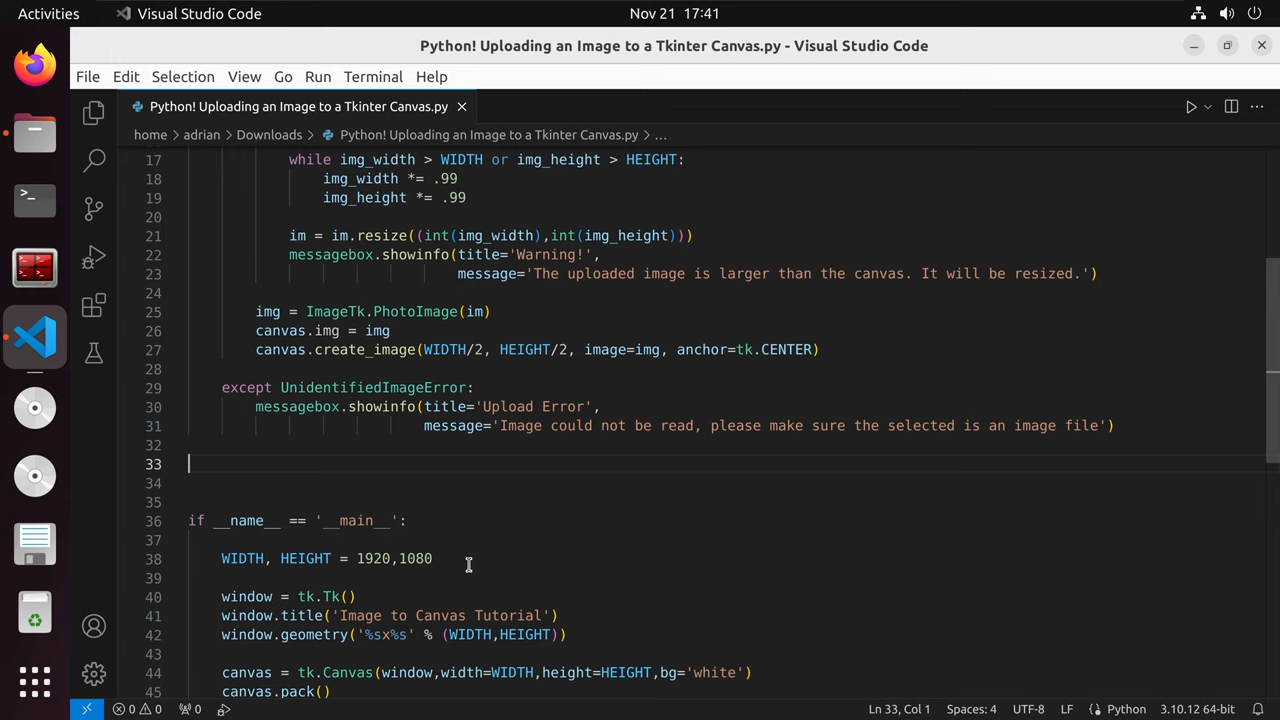 Activities Visual Studio Code Nov 21 17:41
Python! Uploading an Image to a Tkinter Canvas.py - Visual Studio Code
File Edit Selection View Go Run Terminal Help
Python! Uploading an Image to a Tkinter Canvas.py
home > adrian > Downloads > Python! Uploading an Image to a Tkinter Canvas.py > ...
17 while img_width > WIDTH or img_height > HEIGHT:
18 img_width *= .99
19 img_height *= .99
20
21 im = im.resize((int(img_width),int(img_height)))
22 messagebox.showinfo(title='Warning!',
23 message='The uploaded image is larger than the canvas. It will be resized.')
24
25 img = ImageTk.PhotoImage(im)
26 canvas.img = img
27 canvas.create_image(WIDTH/2, HEIGHT/2, image=img, anchor=tk.CENTER)
28
29 except UnidentifiedImageError:
30 messagebox.showinfo(title='Upload Error',
31 message='Image could not be read, please make sure the selected is an image file')
32
33
34
35
36 if __name__ == '__main__':
37
38 WIDTH, HEIGHT = 1920,1080
39
40 window = tk.Tk()
41 window.title('Image to Canvas Tutorial')
42 window.geometry('%sx%s' % (WIDTH,HEIGHT))
43
44 canvas = tk.Canvas(window,width=WIDTH,height=HEIGHT,bg='white')
45 canvas.pack()
0 0 0 Ln 33, Col 1 Spaces: 4 UTF-8 LF Python 3.10.12 64-bit